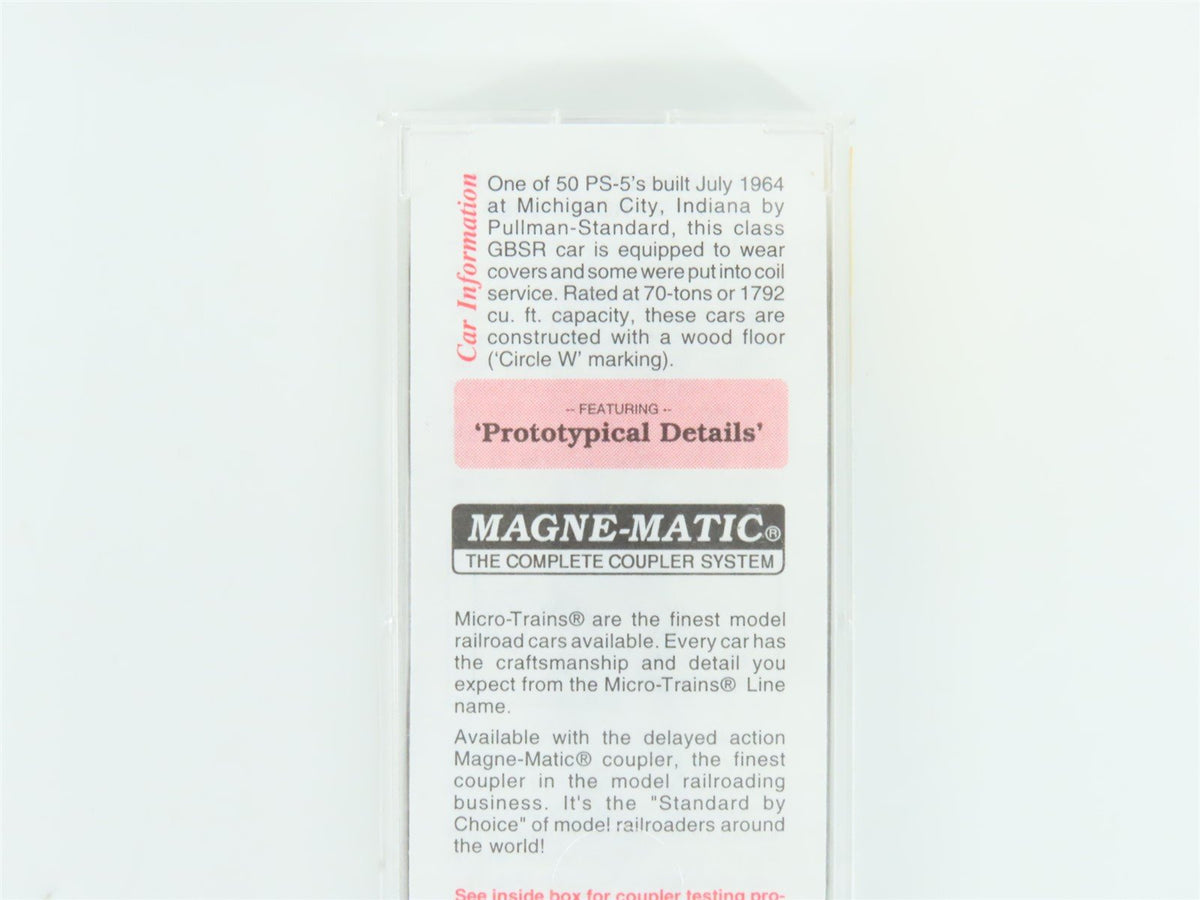 Car Information
One of 50 PS-5's built July 1964
at Michigan City, Indiana by
Pullman-Standard, this class
GBSR car is equipped to wear
covers and some were put into coil
service. Rated at 70-tons or 1792
cu. ft. capacity, these cars are
constructed with a wood floor
('Circle W' marking).
-- FEATURING --
'Prototypical Details'
MAGNE-MATIC®
THE COMPLETE COUPLER SYSTEM
Micro-Trains® are the finest model
railroad cars available. Every car has
the craftsmanship and detail you
expect from the Micro-Trains® Line
name.
Available with the delayed action
Magne-Matic® coupler, the finest
coupler in the model railroading
business. It's the "Standard by
Choice" of model railroaders around
the world!
See inside box for coupler testing pro-